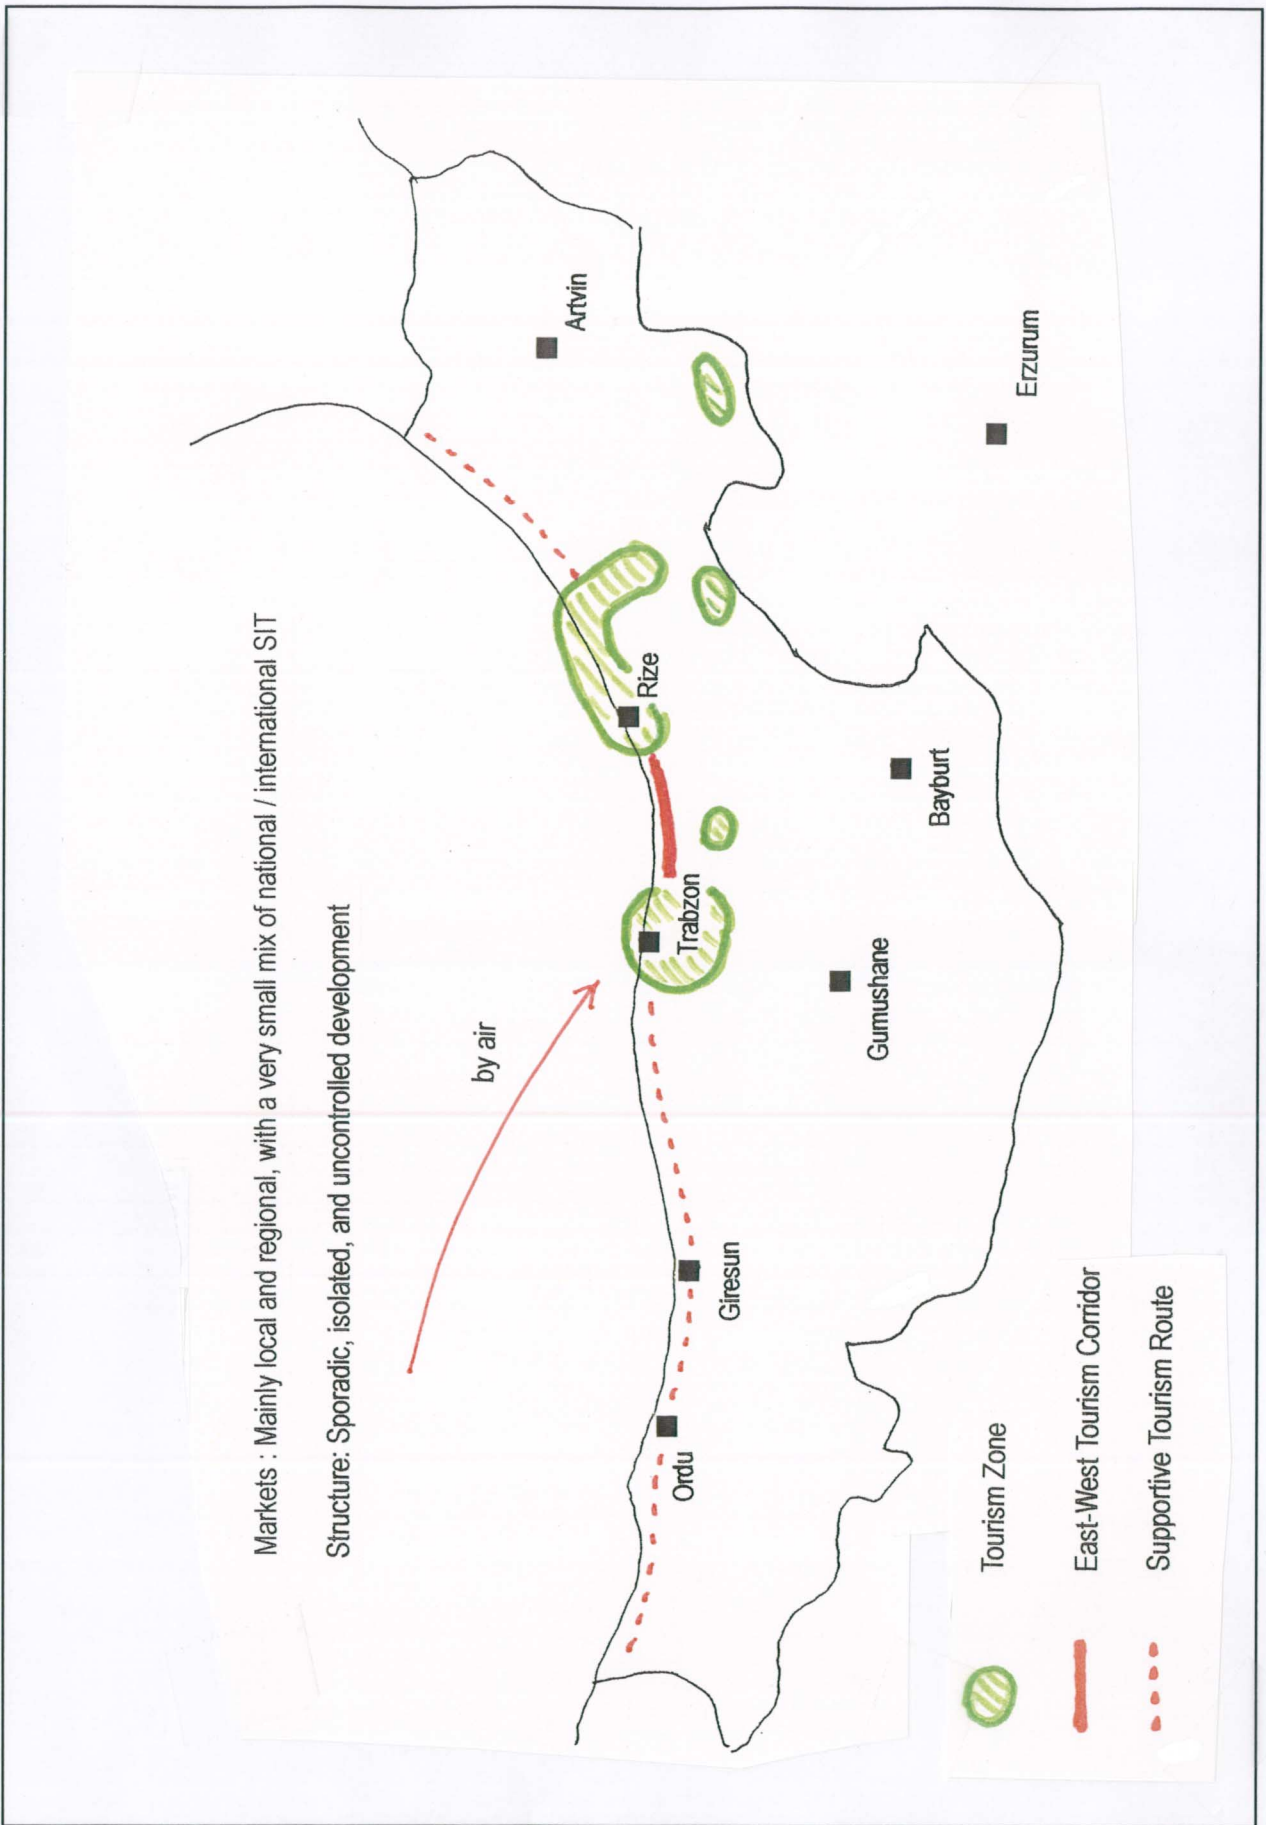 Markets : Mainly local and regional, with a very small mix of national / international SIT
Structure: Sporadic, isolated, and uncontrolled development
by air
Artvin
Rize
Trabzon
Erzurum
Bayburt
Gumushane
Giresun
Ordu
Tourism Zone
East-West Tourism Corridor
Supportive Tourism Route